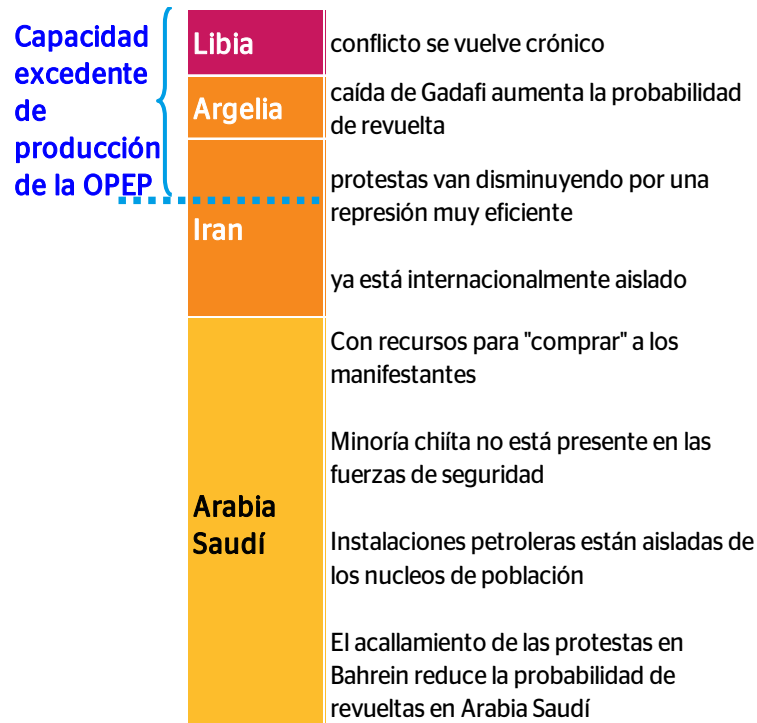 Capacidad
excedente
de
producción
de la OPEP
Libia
conflicto se vuelve crónico
Argelia
caída de Gadafi aumenta la probabilidad
de revuelta
Iran
protestas van disminuyendo por una
represión muy eficiente
ya está internacionalmente aislado
Arabia
Saudí
Con recursos para "comprar" a los
manifestantes
Minoría chiíta no está presente en las
fuerzas de seguridad
Instalaciones petroleras están aisladas de
los nucleos de población
El acallamiento de las protestas en
Bahrein reduce la probabilidad de
revueltas en Arabia Saudí